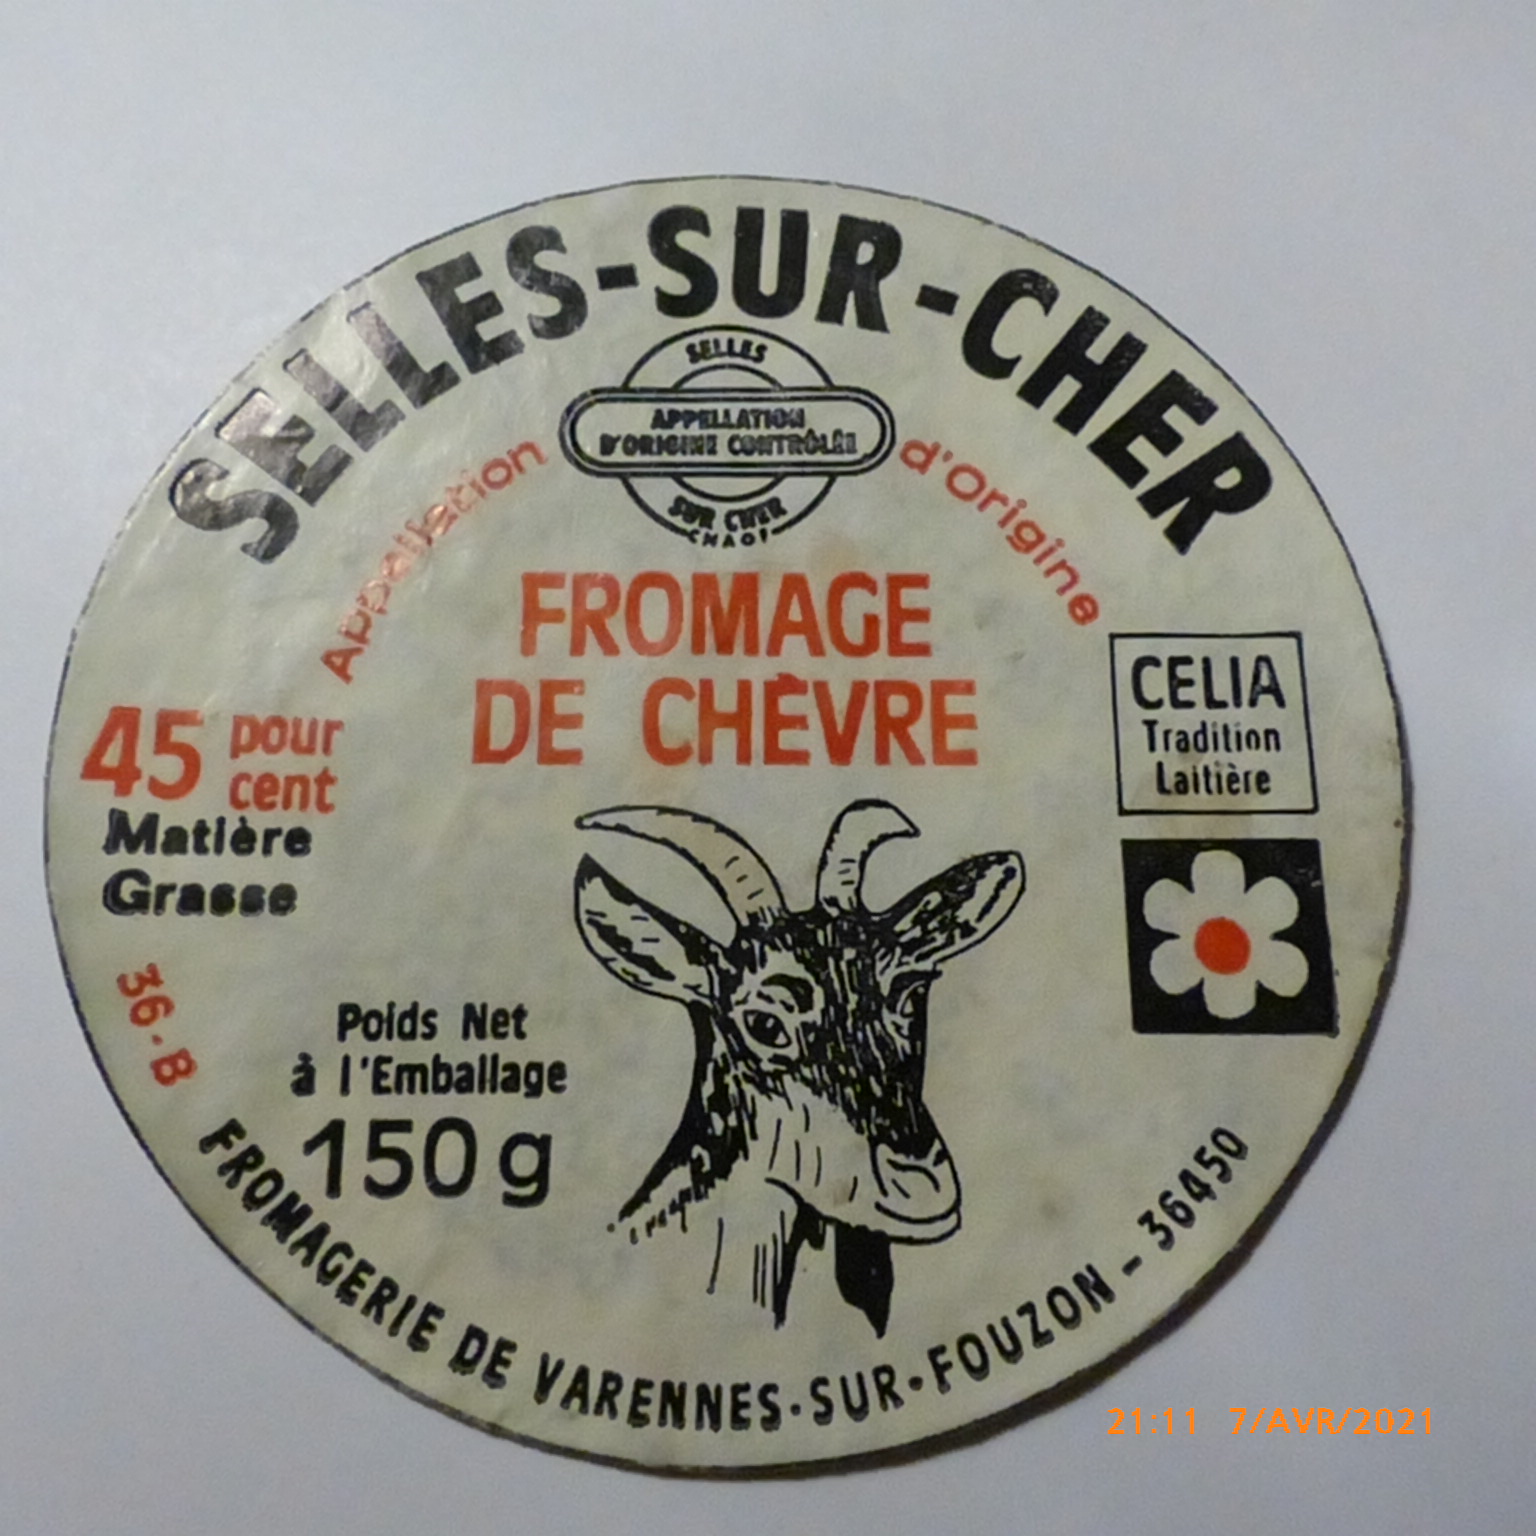 SELLES-SUR-CHER
SELLES
APPELLATION
D'ORIGINE CONTRÔLÉE
SUR CHER
CNAOF
Appellation d'Origine
FROMAGE
DE CHÈVRE
45 pour
cent
Matière
Grasse
CELIA
Tradition
Laitière
36-B
Poids Net
à l'Emballage
150 g
FROMAGERIE DE VARENNES-SUR-FOUZON - 36450
21:11 7/AVR/2021